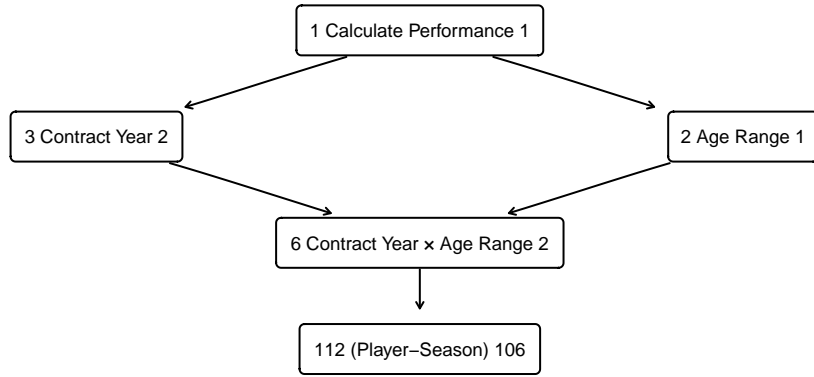 1 Calculate Performance 1
3 Contract Year 2
2 Age Range 1
6 Contract Year × Age Range 2
112 (Player−Season) 106